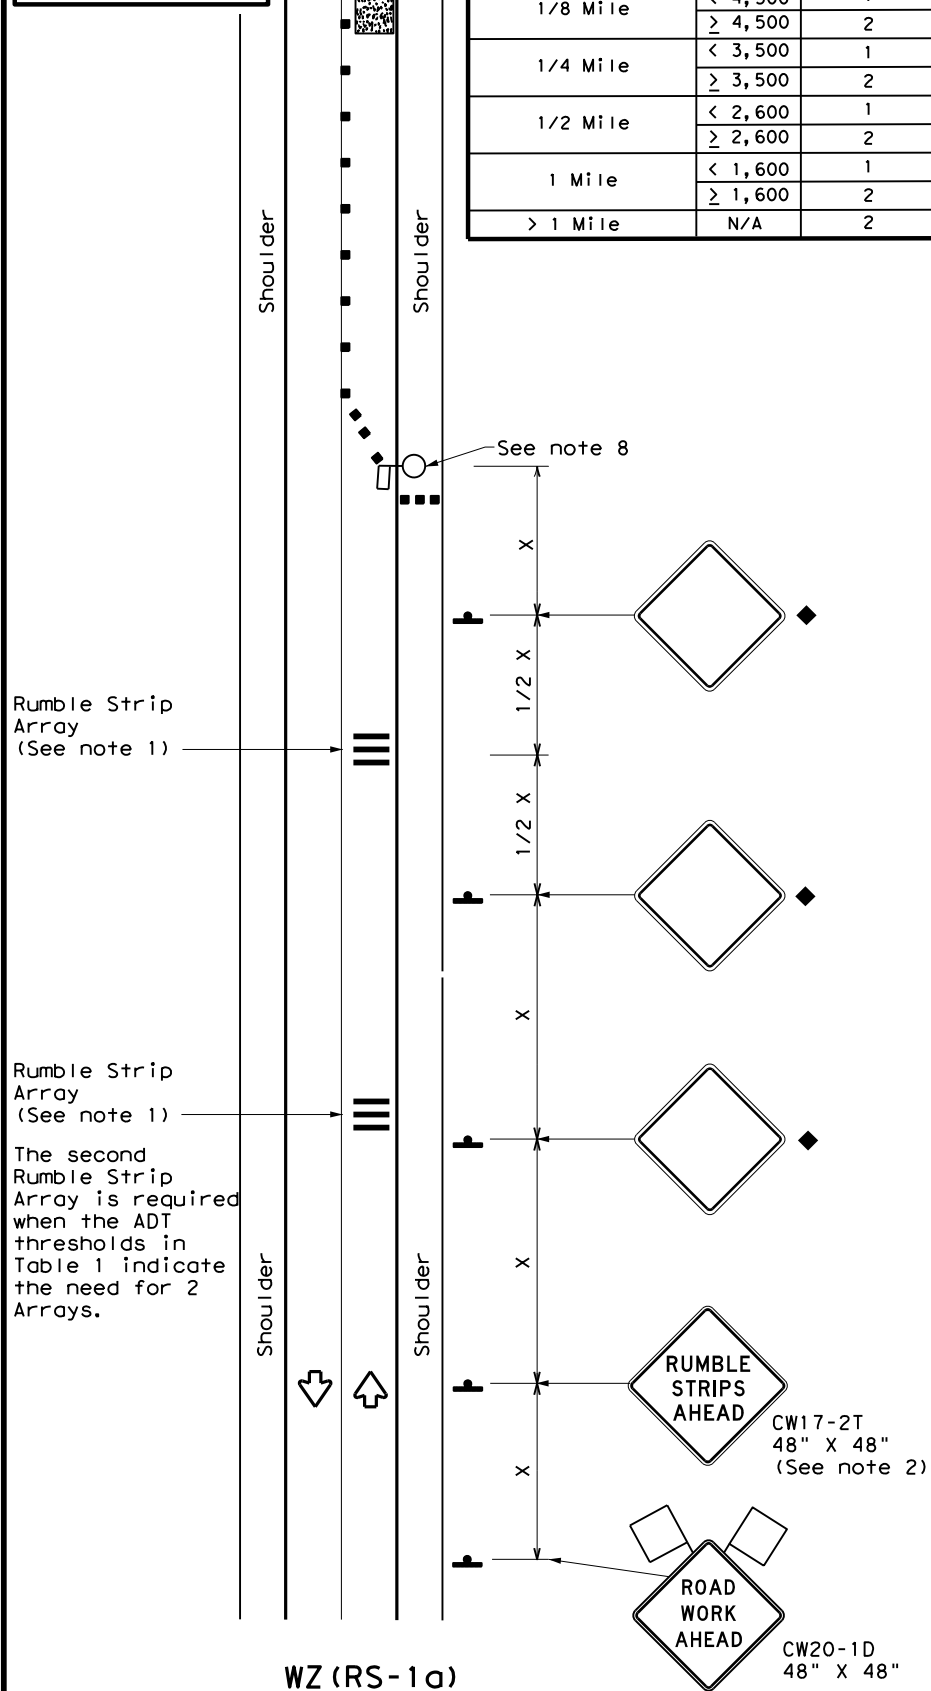 1/8 Mile < 4,500 1
≥ 4,500 2
1/4 Mile < 3,500 1
≥ 3,500 2
1/2 Mile < 2,600 1
≥ 2,600 2
1 Mile < 1,600 1
≥ 1,600 2
> 1 Mile N/A 2
Shoulder
Shoulder
See note 8
X
1/2 X
Rumble Strip
Array
(See note 1)
1/2 X
X
Rumble Strip
Array
(See note 1)
The second
Rumble Strip
Array is required
when the ADT
thresholds in
Table 1 indicate
the need for 2
Arrays.
Shoulder
Shoulder
X
RUMBLE
STRIPS
AHEAD
CW17-2T
48" X 48"
(See note 2)
X
ROAD
WORK
AHEAD
CW20-1D
48" X 48"
WZ(RS-1a)